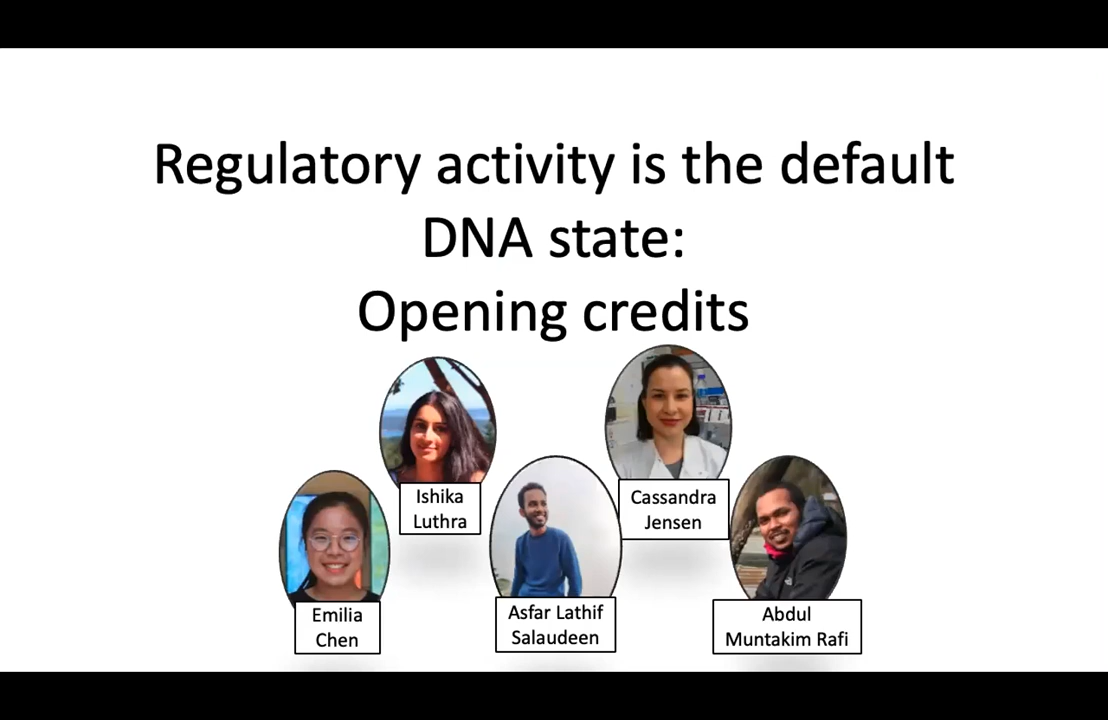 Regulatory activity is the default
DNA state:
Opening credits
Ishika
Luthra
Cassandra
Jensen
Emilia
Chen
Asfar Lathif
Salaudeen
Abdul
Muntakim Rafi